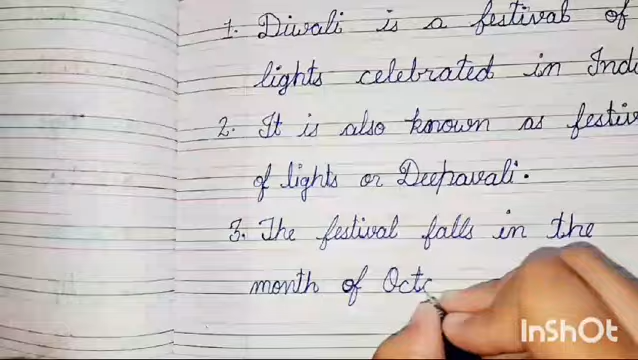 1. Diwali is a festival of
lights celebrated in Indi
2. It is also known as festiv
of lights or Deepavali.
3. The festival falls in the
month of Octo
InShOt